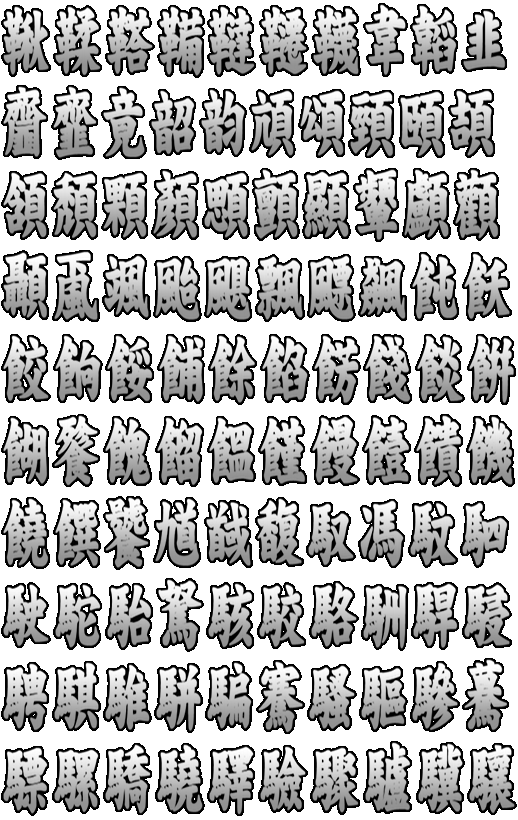 鞦鞣鞳鞴韃韆韈韋韜韭
齏韲竟韶韵頏頌頸頤頡
頷頽顆顏顋顫顯顰顱顴
顳颪颯颱颶飄飃飆飩飫
餃餉餒餔餘餡餝餞餤餠
餬餮餽餾饂饉饅饐饋饑
饒饌饕馗馘馥馭馮馼駟
駛駝駘駑駭駮駱駲駻駸
騁騏騅駢騙騫騷驅驂驀
驃騾驕驍驛驗驟驢驥驤